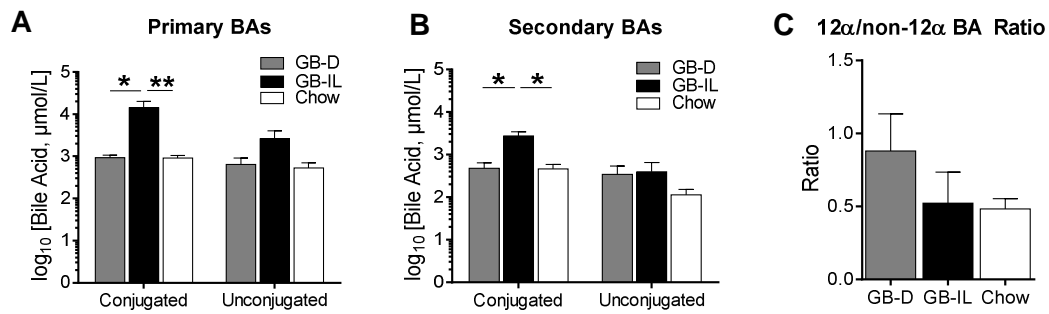 A
Primary BAs
log10 [Bile Acid, µmol/L]
5
4
3
2
1
0
GB-D
GB-IL
Chow
* **
Conjugated Unconjugated
B
Secondary BAs
log10 [Bile Acid, µmol/L]
5
4
3
2
1
0
GB-D
GB-IL
Chow
* *
Conjugated Unconjugated
C
12α/non-12α BA Ratio
Ratio
1.5
1.0
0.5
0.0
GB-D GB-IL Chow